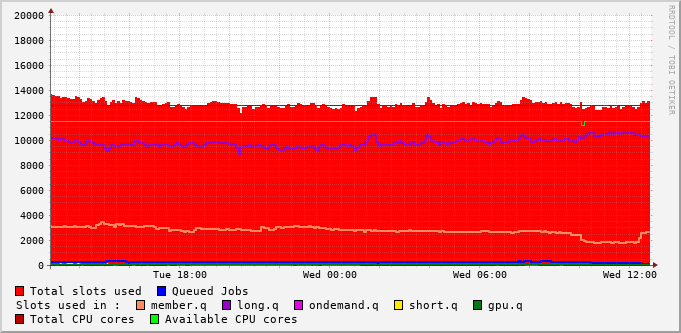 20000
18000
16000
14000
12000
10000
8000
6000
4000
2000
0
Tue 18:00 Wed 00:00 Wed 06:00 Wed 12:00
RRDTOOL / TOBI OETIKER
Total slots used Queued Jobs
Slots used in : member.q long.q ondemand.q short.q gpu.q
Total CPU cores Available CPU cores